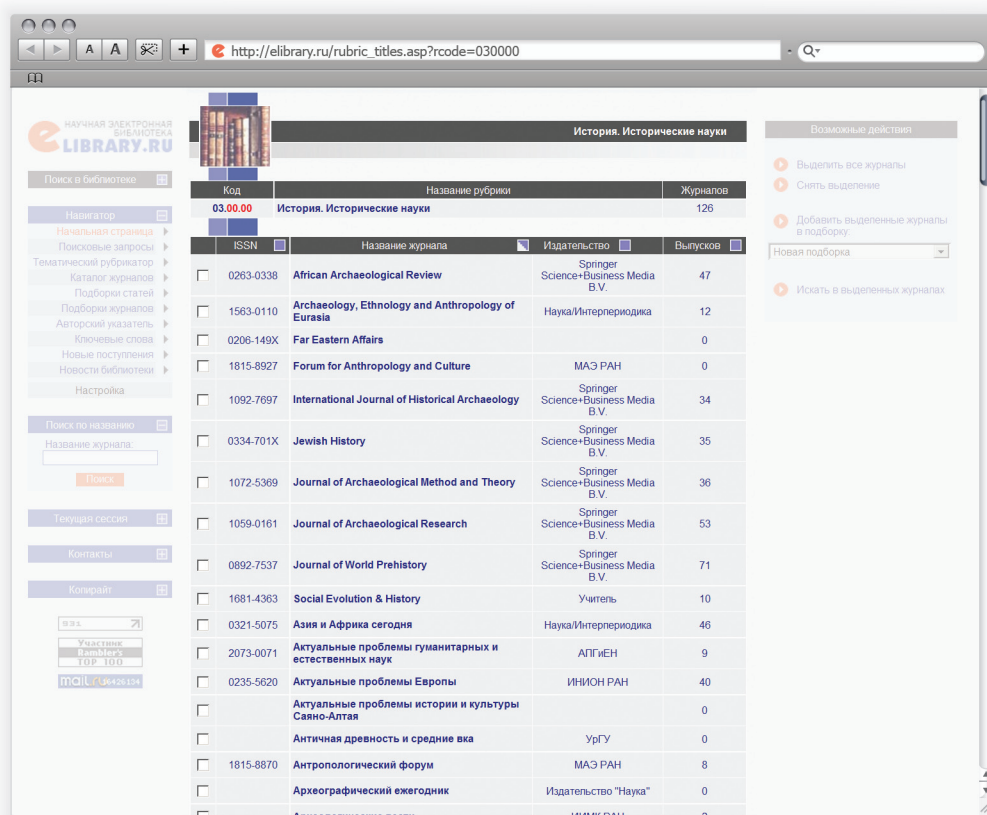 A A +
http://elibrary.ru/rubric_titles.asp?rcode=030000
НАУЧНАЯ ЭЛЕКТРОННАЯ
БИБЛИОТЕКА
eLIBRARY.RU
Поиск в библиотеке
Навигатор
Начальная страница
Поисковые запросы
Тематический рубрикатор
Каталог журналов
Подборки статей
Подборки журналов
Авторский указатель
Ключевые слова
Новые поступления
Новости библиотеки
Настройка
Поиск по названию
Название журнала:
Поиск
Текущая сессия
Контакты
Копирайт
Участник
Rambler's
TOP 100
mail.ru
История. Исторические науки
Код Название рубрики Журналов
03.00.00 История. Исторические науки 126
ISSN Название журнала Издательство Выпусков
0263-0338 African Archaeological Review Springer Science+Business Media B.V. 47
1563-0110 Archaeology, Ethnology and Anthropology of Eurasia Наука/Интерпериодика 12
0206-149X Far Eastern Affairs 0
1815-8927 Forum for Anthropology and Culture МАЭ РАН 0
1092-7697 International Journal of Historical Archaeology Springer Science+Business Media B.V. 34
0334-701X Jewish History Springer Science+Business Media B.V. 35
1072-5369 Journal of Archaeological Method and Theory Springer Science+Business Media B.V. 36
1059-0161 Journal of Archaeological Research Springer Science+Business Media B.V. 53
0892-7537 Journal of World Prehistory Springer Science+Business Media B.V. 71
1681-4363 Social Evolution & History Учитель 10
0321-5075 Азия и Африка сегодня Наука/Интерпериодика 46
2073-0071 Актуальные проблемы гуманитарных и естественных наук АПГиЕН 9
0235-5620 Актуальные проблемы Европы ИНИОН РАН 40
Актуальные проблемы истории и культуры Саяно-Алтая 0
Античная древность и средние вка УрГУ 0
1815-8870 Антропологический форум МАЭ РАН 8
Археографический ежегодник Издательство "Наука" 0
Возможные действия
Выделить все журналы
Снять выделение
Добавить выделенные журналы
в подборку:
Новая подборка
Искать в выделенных журналах